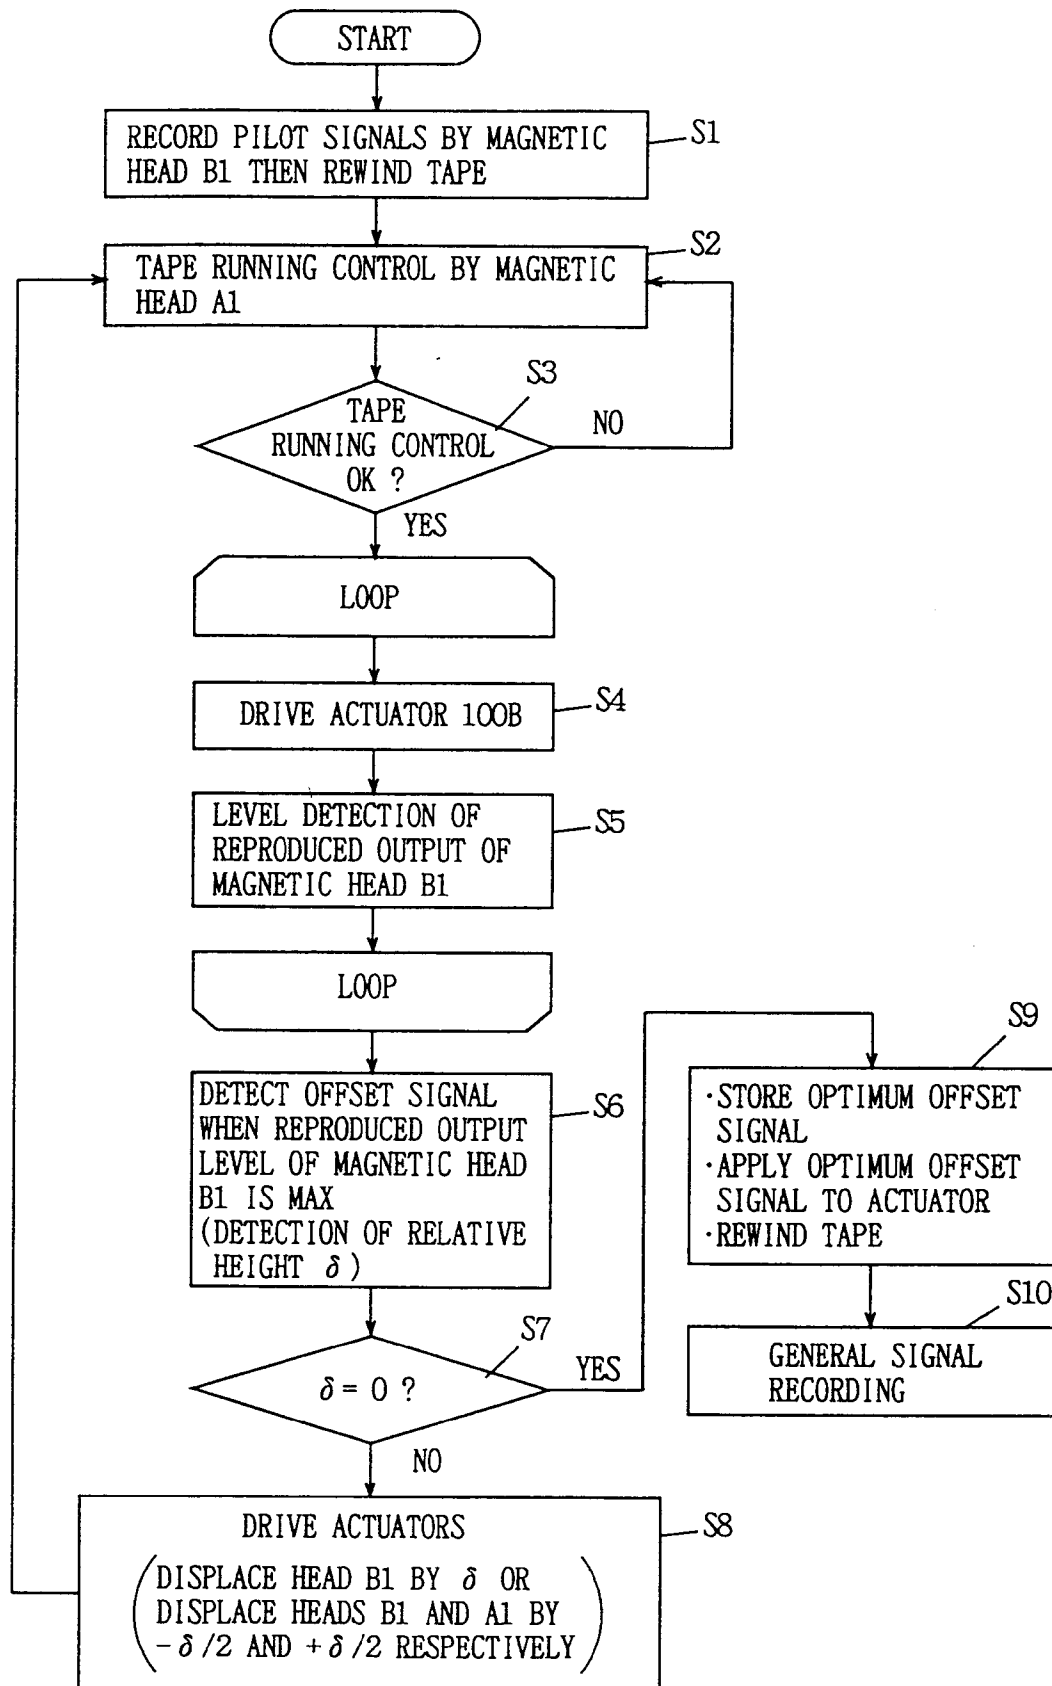 START
RECORD PILOT SIGNALS BY MAGNETIC
HEAD B1 THEN REWIND TAPE
S1
TAPE RUNNING CONTROL BY MAGNETIC
HEAD A1
S2
TAPE
RUNNING CONTROL
OK ?
S3
NO
YES
LOOP
DRIVE ACTUATOR 100B
S4
LEVEL DETECTION OF
REPRODUCED OUTPUT OF
MAGNETIC HEAD B1
S5
LOOP
DETECT OFFSET SIGNAL
WHEN REPRODUCED OUTPUT
LEVEL OF MAGNETIC HEAD
B1 IS MAX
(DETECTION OF RELATIVE
HEIGHT δ)
S6
δ = 0 ?
S7
YES
NO
DRIVE ACTUATORS
(DISPLACE HEAD B1 BY δ OR
DISPLACE HEADS B1 AND A1 BY
-δ/2 AND +δ/2 RESPECTIVELY)
S8
·STORE OPTIMUM OFFSET
SIGNAL
·APPLY OPTIMUM OFFSET
SIGNAL TO ACTUATOR
·REWIND TAPE
S9
GENERAL SIGNAL
RECORDING
S10